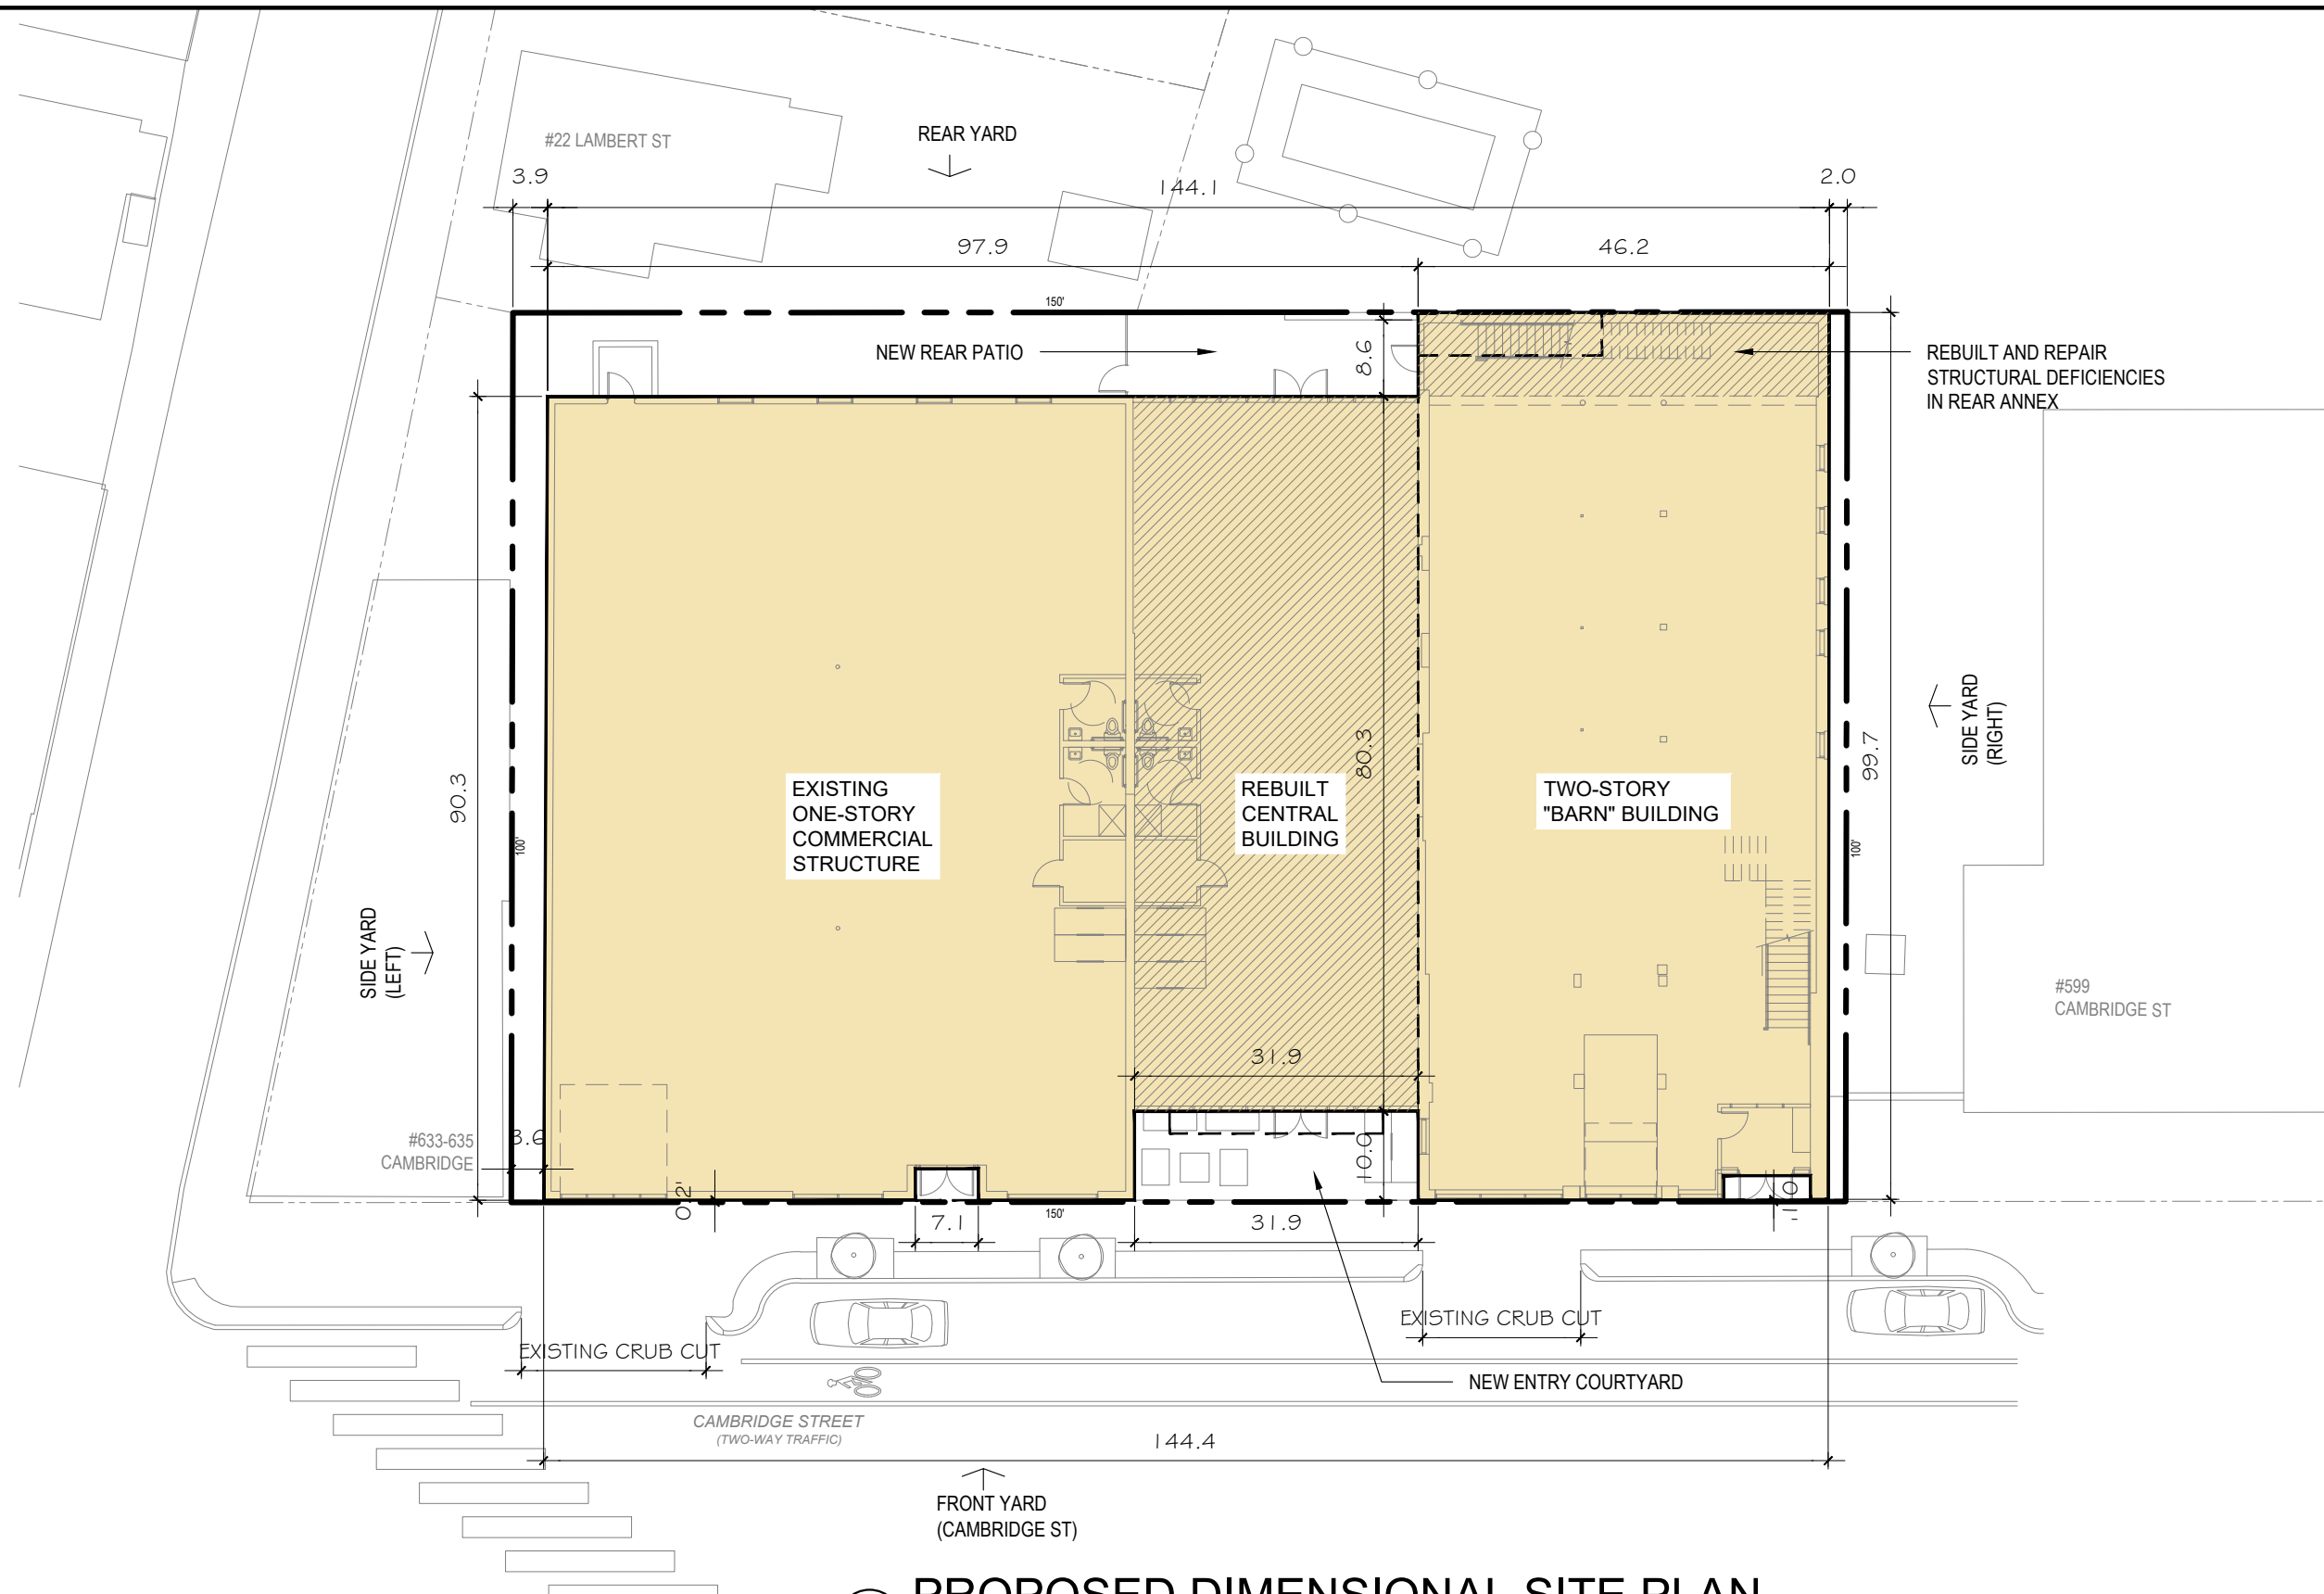 #22 LAMBERT ST
REAR YARD
3.9
144.1
2.0
97.9
46.2
150'
NEW REAR PATIO
8.6
REBUILT AND REPAIR
STRUCTURAL DEFICIENCIES
IN REAR ANNEX
SIDE YARD
(RIGHT)
90.3
80.3
99.7
EXISTING
ONE-STORY
COMMERCIAL
STRUCTURE
REBUILT
CENTRAL
BUILDING
TWO-STORY
"BARN" BUILDING
100'
100'
SIDE YARD
(LEFT)
#599
CAMBRIDGE ST
31.9
#633-635
CAMBRIDGE
3.6
10.0
0.2'
7.1
150'
31.9
EXISTING CRUB CUT
EXISTING CRUB CUT
NEW ENTRY COURTYARD
CAMBRIDGE STREET
(TWO-WAY TRAFFIC)
144.4
FRONT YARD
(CAMBRIDGE ST)
PROPOSED DIMENSIONAL SITE PLAN